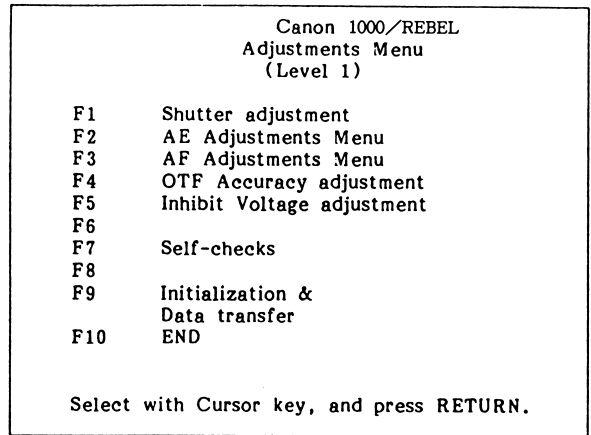 Canon 1000/REBEL
Adjustments Menu
(Level 1)
F1 Shutter adjustment
F2 AE Adjustments Menu
F3 AF Adjustments Menu
F4 OTF Accuracy adjustment
F5 Inhibit Voltage adjustment
F6
F7 Self-checks
F8
F9 Initialization &
Data transfer
F10 END
Select with Cursor key, and press RETURN.